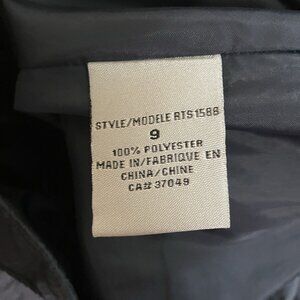 STYLE/MODELE RTS1588
9
100% POLYESTER
MADE IN/FABRIQUE EN
CHINA/CHINE
CA# 37049